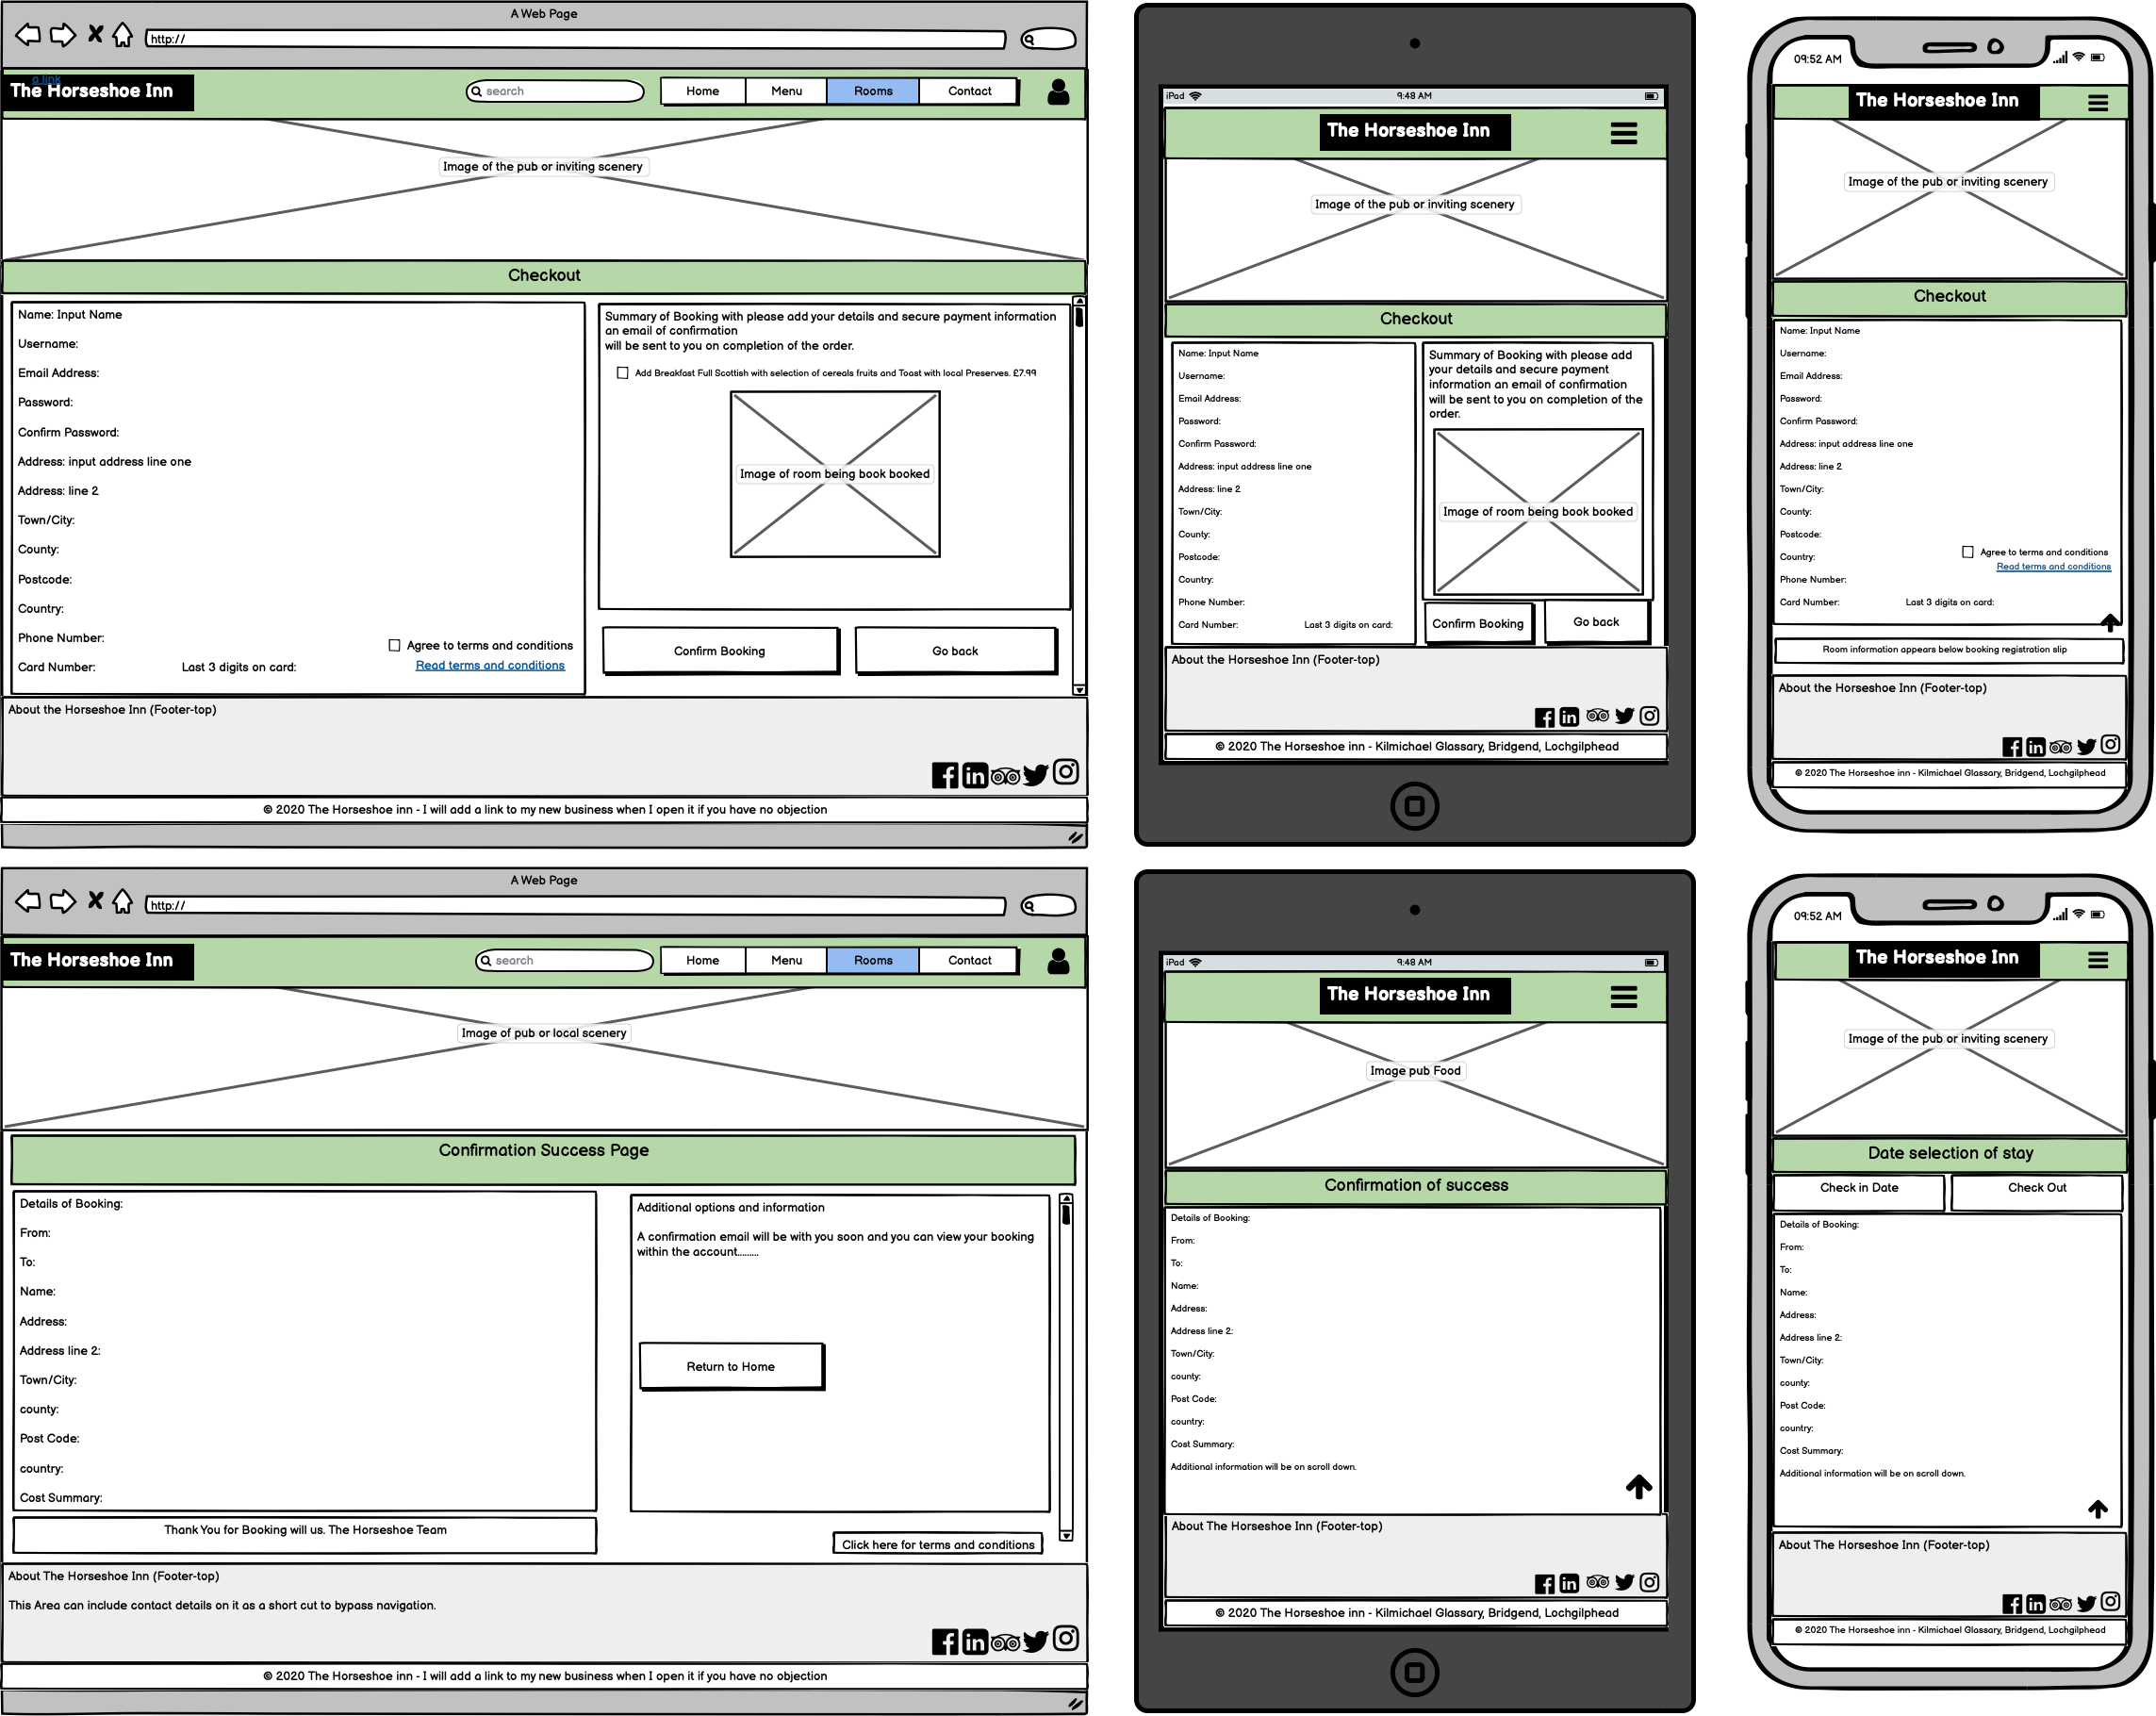 A Web Page
http://
a link
The Horseshoe Inn
search
Home
Menu
Rooms
Contact
Image of the pub or inviting scenery
Checkout
Name: Input Name
Username:
Email Address:
Password:
Confirm Password:
Address: input address line one
Address: line 2
Town/City:
County:
Postcode:
Country:
Phone Number:
Card Number:
Last 3 digits on card:
Agree to terms and conditions
Read terms and conditions
Summary of Booking with please add your details and secure payment information
an email of confirmation
will be sent to you on completion of the order.
Add Breakfast Full Scottish with selection of cereals fruits and Toast with local Preserves. £7.99
Image of room being book booked
Confirm Booking
Go back
About the Horseshoe Inn (Footer-top)
© 2020 The Horseshoe inn - I will add a link to my new business when I open it if you have no objection
iPad
9:48 AM
The Horseshoe Inn
Image of the pub or inviting scenery
Checkout
Name: Input Name
Username:
Email Address:
Password:
Confirm Password:
Address: input address line one
Address: line 2
Town/City:
County:
Postcode:
Country:
Phone Number:
Card Number:
Last 3 digits on card:
Summary of Booking with please add
your details and secure payment
information an email of confirmation
will be sent to you on completion of the
order.
Image of room being book booked
Confirm Booking
Go back
About the Horseshoe Inn (Footer-top)
© 2020 The Horseshoe inn - Kilmichael Glassary, Bridgend, Lochgilphead
09:52 AM
The Horseshoe Inn
Image of the pub or inviting scenery
Checkout
Name: Input Name
Username:
Email Address:
Password:
Confirm Password:
Address: input address line one
Address: line 2
Town/City:
County:
Postcode:
Country:
Agree to terms and conditions
Read terms and conditions
Phone Number:
Card Number:
Last 3 digits on card:
Room information appears below booking registration slip
About the Horseshoe Inn (Footer-top)
© 2020 The Horseshoe inn - Kilmichael Glassary, Bridgend, Lochgilphead
A Web Page
http://
The Horseshoe Inn
search
Home
Menu
Rooms
Contact
Image of pub or local scenery
Confirmation Success Page
Details of Booking:
From:
To:
Name:
Address:
Address line 2:
Town/City:
county:
Post Code:
country:
Cost Summary:
Additional options and information
A confirmation email will be with you soon and you can view your booking
within the account.........
Return to Home
Thank You for Booking will us. The Horseshoe Team
Click here for terms and conditions
About The Horseshoe Inn (Footer-top)
This Area can include contact details on it as a short cut to bypass navigation.
© 2020 The Horseshoe inn - I will add a link to my new business when I open it if you have no objection
iPad
9:48 AM
The Horseshoe Inn
Image pub Food
Confirmation of success
Details of Booking:
From:
To:
Name:
Address:
Address line 2:
Town/City:
county:
Post Code:
country:
Cost Summary:
Additional information will be on scroll down.
About The Horseshoe Inn (Footer-top)
© 2020 The Horseshoe inn - Kilmichael Glassary, Bridgend, Lochgilphead
09:52 AM
The Horseshoe Inn
Image of the pub or inviting scenery
Date selection of stay
Check in Date
Check Out
Details of Booking:
From:
To:
Name:
Address:
Address line 2:
Town/City:
county:
Post Code:
country:
Cost Summary:
Additional information will be on scroll down.
About The Horseshoe Inn (Footer-top)
© 2020 The Horseshoe inn - Kilmichael Glassary, Bridgend, Lochgilphead